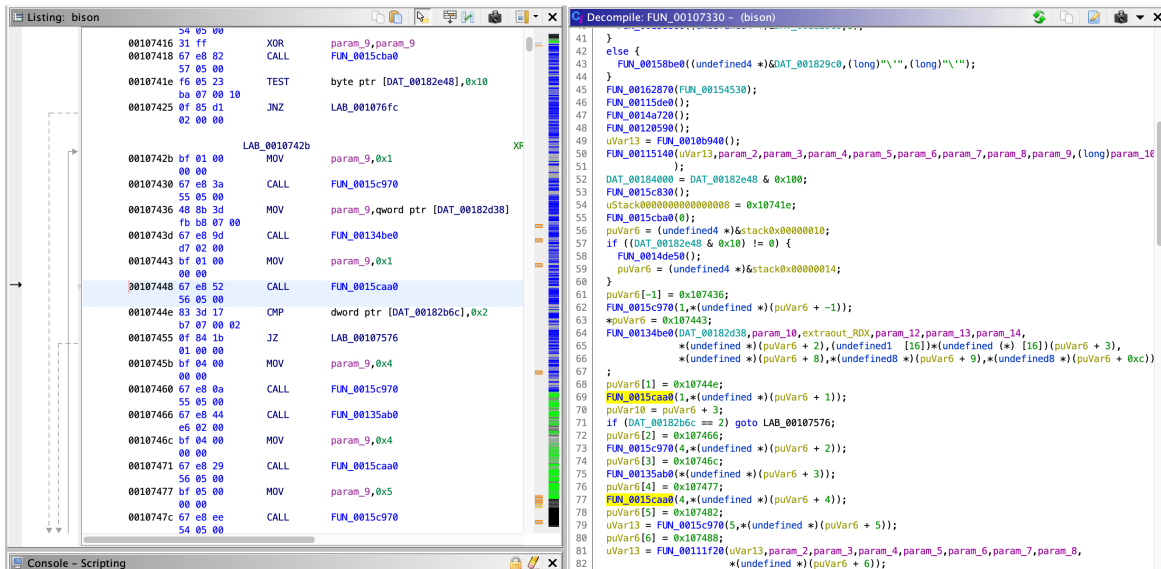 Listing: bison
54 05 00
00107416 31 ff XOR param_9,param_9
00107418 67 e8 82 CALL FUN_0015cba0
57 05 00
0010741e f6 05 23 TEST byte ptr [DAT_00182e48],0x10
ba 07 00 10
00107425 0f 85 d1 JNZ LAB_001076fc
02 00 00
LAB_0010742b XR
0010742b bf 01 00 MOV param_9,0x1
00 00
00107430 67 e8 3a CALL FUN_0015c970
55 05 00
00107436 48 8b 3d MOV param_9,qword ptr [DAT_00182d38]
fb b8 07 00
0010743d 67 e8 9d CALL FUN_00134be0
d7 02 00
00107443 bf 01 00 MOV param_9,0x1
00 00
00107448 67 e8 52 CALL FUN_0015caa0
56 05 00
0010744e 83 3d 17 CMP dword ptr [DAT_00182b6c],0x2
b7 07 00 02
00107455 0f 84 1b JZ LAB_00107576
01 00 00
0010745b bf 04 00 MOV param_9,0x4
00 00
00107460 67 e8 0a CALL FUN_0015c970
55 05 00
00107466 67 e8 44 CALL FUN_00135ab0
e6 02 00
0010746c bf 04 00 MOV param_9,0x4
00 00
00107471 67 e8 29 CALL FUN_0015caa0
56 05 00
00107477 bf 05 00 MOV param_9,0x5
00 00
0010747c 67 e8 ee CALL FUN_0015c970
54 05 00
Console - Scripting
Decompile: FUN_00107330 - (bison)
41 }
42 else {
43 FUN_00158be0((undefined4 *)&DAT_001829c0,(long)"\'",(long)"\'");
44 }
45 FUN_00162870(FUN_00154530);
46 FUN_00115de0();
47 FUN_0014a720();
48 FUN_00120590();
49 uVar13 = FUN_0010b940();
50 FUN_00115140(uVar13,param_2,param_3,param_4,param_5,param_6,param_7,param_8,param_9,(long)param_10
51 );
52 DAT_00184000 = DAT_00182e48 & 0x100;
53 FUN_0015c830();
54 uStack0000000000000008 = 0x10741e;
55 FUN_0015cba0(0);
56 puVar6 = (undefined4 *)&stack0x00000010;
57 if ((DAT_00182e48 & 0x10) != 0) {
58 FUN_0014de50();
59 puVar6 = (undefined4 *)&stack0x00000014;
60 }
61 puVar6[-1] = 0x107436;
62 FUN_0015c970(1,*(undefined *)(puVar6 + -1));
63 *puVar6 = 0x107443;
64 FUN_00134be0(DAT_00182d38,param_10,extraout_RDX,param_12,param_13,param_14,
65 *(undefined *)(puVar6 + 2),(undefined1 [16])*(undefined (*) [16])(puVar6 + 3),
66 *(undefined *)(puVar6 + 8),*(undefined8 *)(puVar6 + 9),*(undefined8 *)(puVar6 + 0xc))
67 ;
68 puVar6[1] = 0x10744e;
69 FUN_0015caa0(1,*(undefined *)(puVar6 + 1));
70 puVar10 = puVar6 + 3;
71 if (DAT_00182b6c == 2) goto LAB_00107576;
72 puVar6[2] = 0x107466;
73 FUN_0015c970(4,*(undefined *)(puVar6 + 2));
74 puVar6[3] = 0x10746c;
75 FUN_00135ab0(*(undefined *)(puVar6 + 3));
76 puVar6[4] = 0x107477;
77 FUN_0015caa0(4,*(undefined *)(puVar6 + 4));
78 puVar6[5] = 0x107482;
79 uVar13 = FUN_0015c970(5,*(undefined *)(puVar6 + 5));
80 puVar6[6] = 0x107488;
81 uVar13 = FUN_00111f20(uVar13,param_2,param_3,param_4,param_5,param_6,param_7,param_8,
82 *(undefined *)(puVar6 + 6));